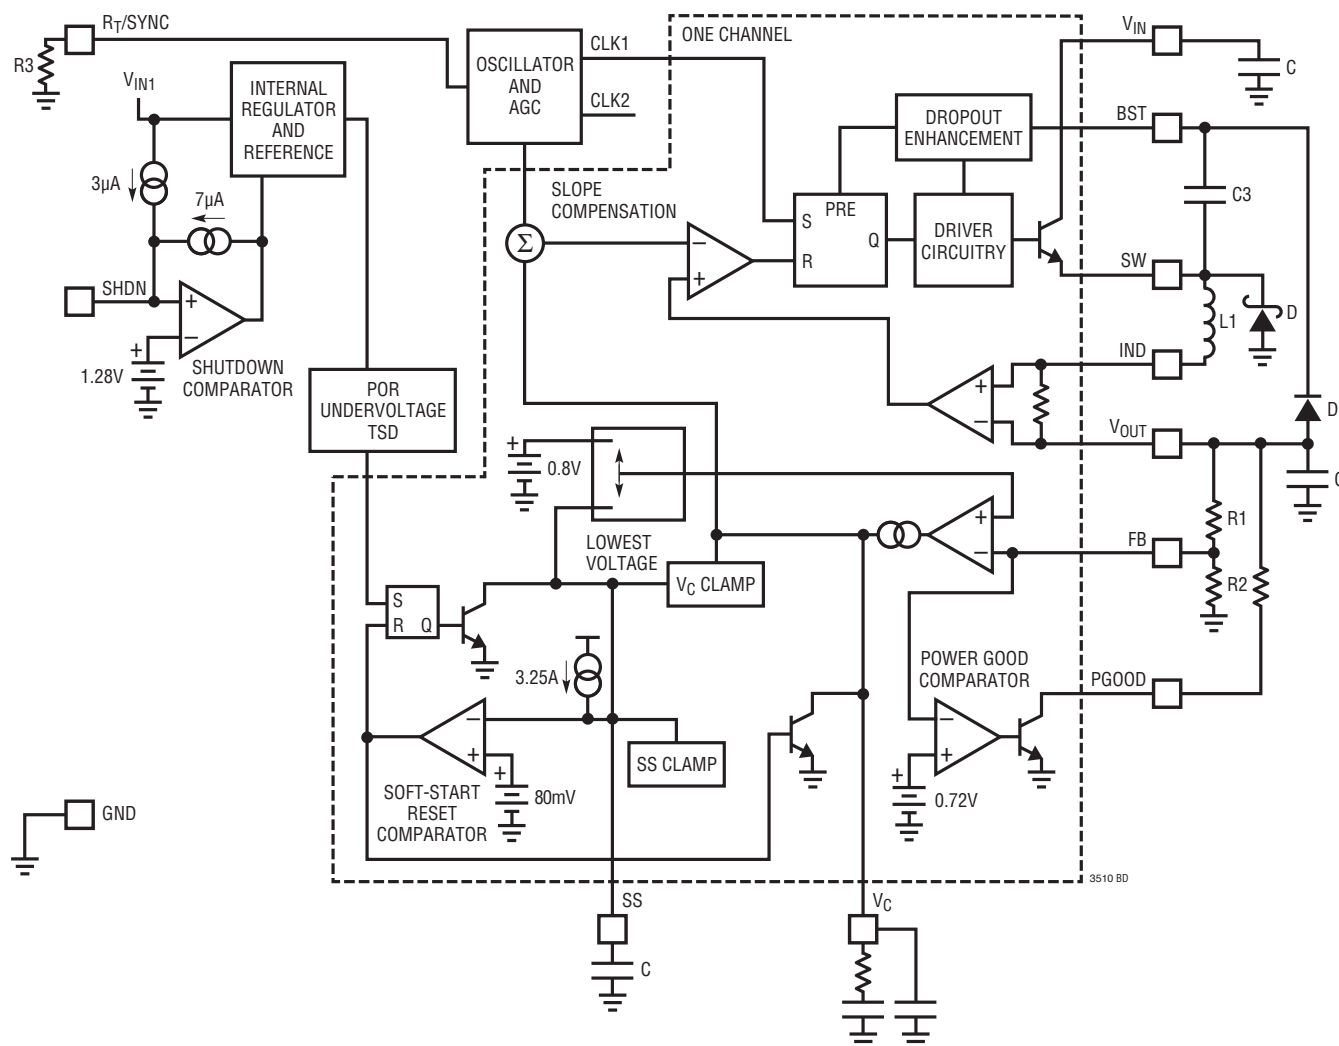 R3
RT/SYNC
VIN1
INTERNAL
REGULATOR
AND
REFERENCE
3µA
7µA
SHDN
+
−
+
1.28V
SHUTDOWN
COMPARATOR
POR
UNDERVOLTAGE
TSD
OSCILLATOR
AND
AGC
CLK1
CLK2
ONE CHANNEL
SLOPE
COMPENSATION
Σ
−
+
PRE
S
R
Q
DROPOUT
ENHANCEMENT
DRIVER
CIRCUITRY
VIN
C
BST
C3
SW
L1
D
IND
+
−
D
VOUT
C
R1
FB
R2
+
0.8V
LOWEST
VOLTAGE
+
−
VC CLAMP
S
R
Q
3.25A
−
+
SS CLAMP
+
80mV
SOFT-START
RESET
COMPARATOR
POWER GOOD
COMPARATOR
PGOOD
−
+
+
0.72V
GND
3510 BD
SS
C
VC